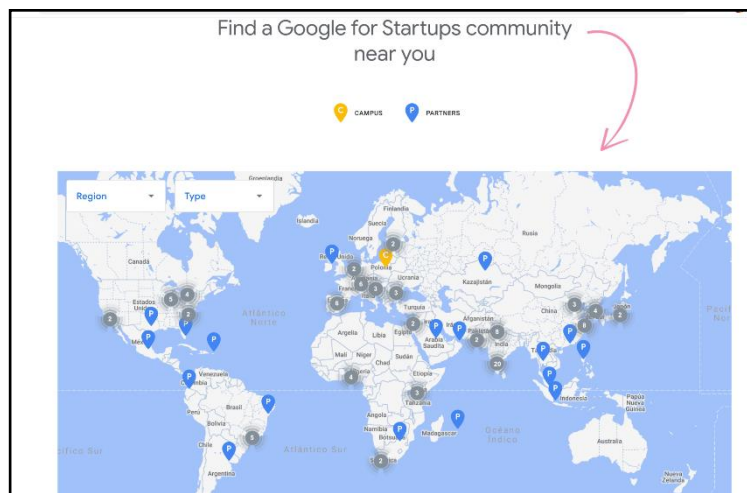 Find a Google for Startups community
near you
C CAMPUS P PARTNERS
Region Type
Groenlandia
Islandia
Finlandia
Suecia
Noruega
Rusia
Canadá
Polonia
Ucrania
Kazajistán
Mongolia
Estados
Atlántico
Norte
Turquía
Afganistán
China
Japón
Argelia
Libia
Egipto
Arabia
Saudita
India
México
Malí
Níger
Chad
Sudán
Etiopía
Venezuela
Colombia
Perú
Brasil
Bolivia
Chile
Argentina
Atlántico Sur
Angola
Namibia
Botsuana
Tanzania
Madagascar
Océano
Índico
Indonesia
Papúa
Nueva
Guinea
Australia
Nueva
Zelanda